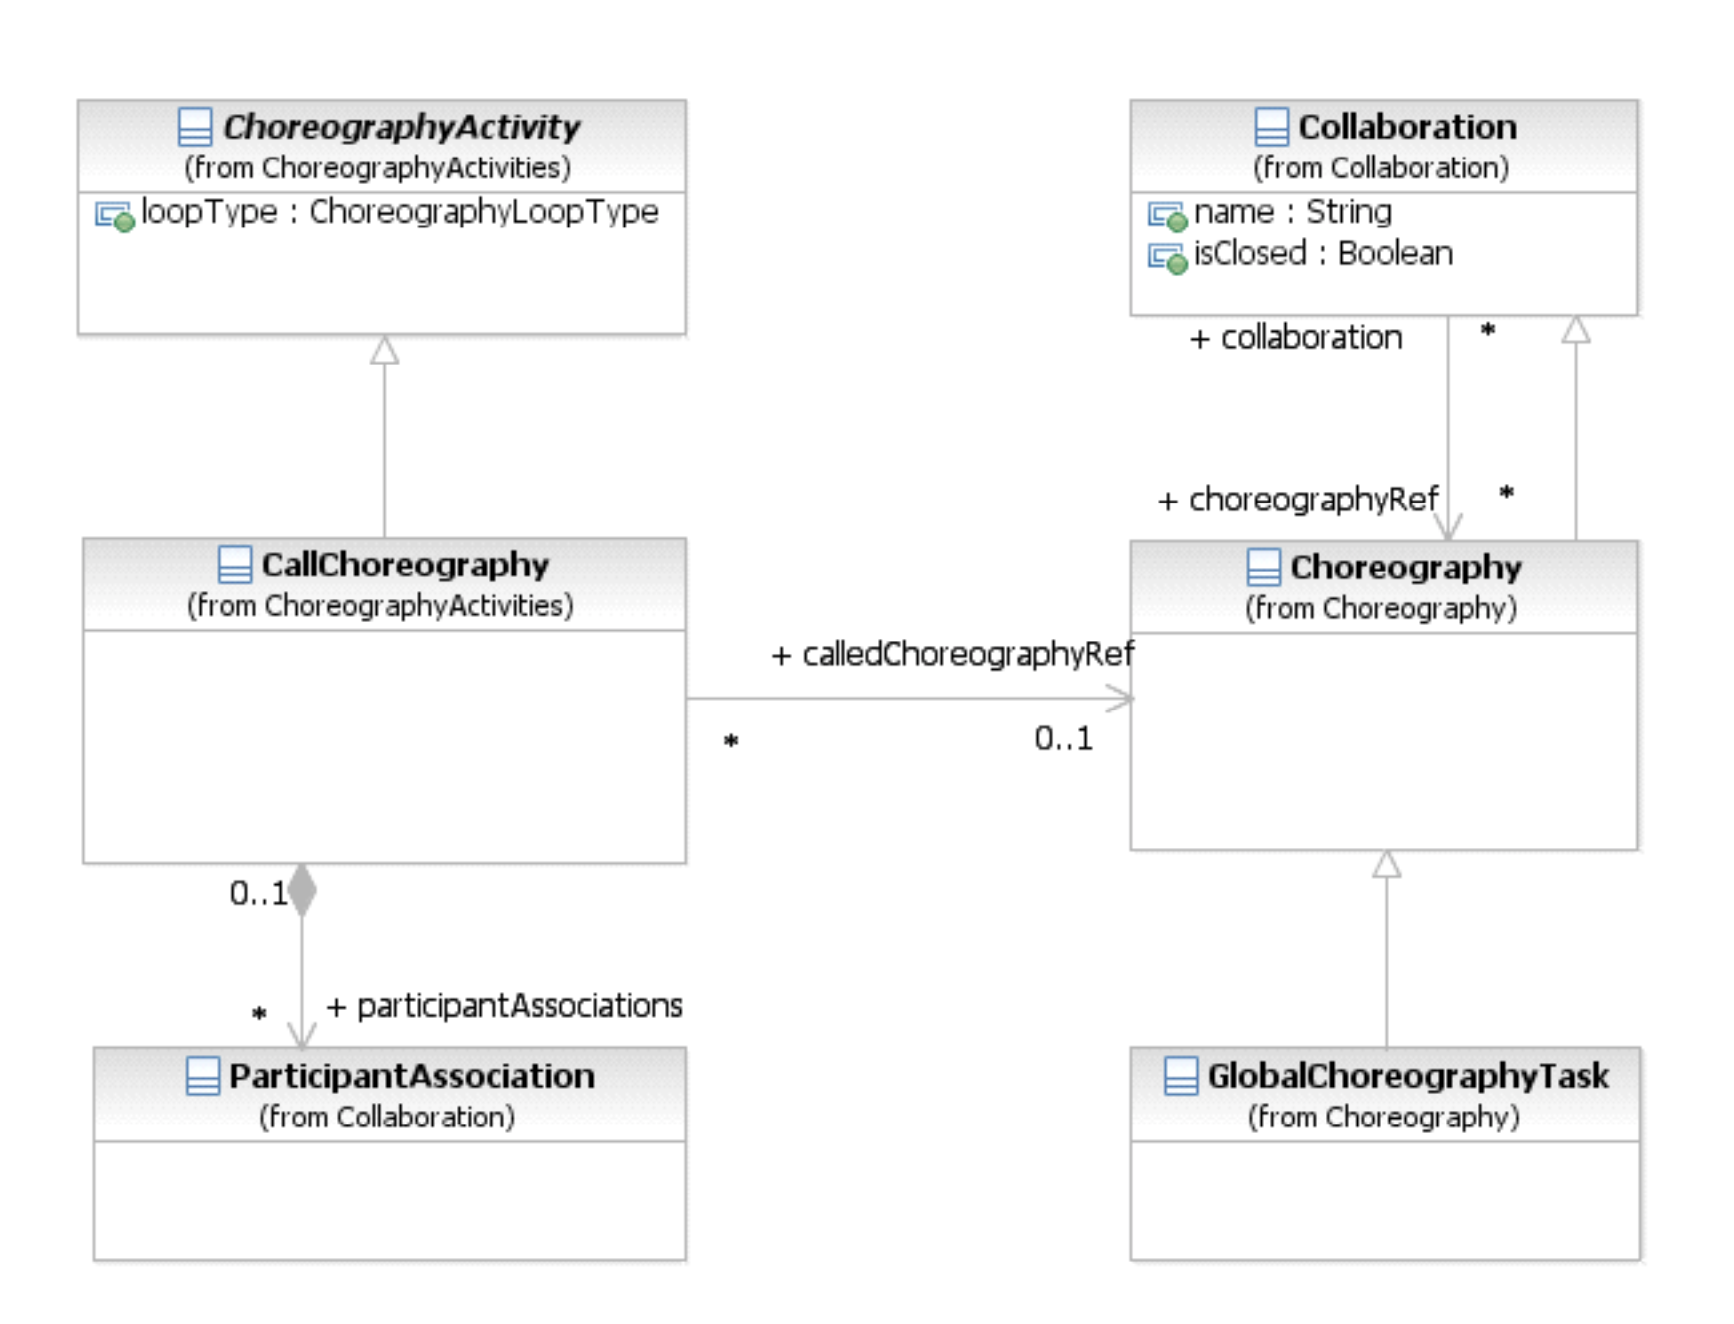 ChoreographyActivity
(from ChoreographyActivities)
loopType : ChoreographyLoopType
Collaboration
(from Collaboration)
name : String
isClosed : Boolean
+ collaboration
*
+ choreographyRef
*
CallChoreography
(from ChoreographyActivities)
Choreography
(from Choreography)
+ calledChoreographyRef
*
0..1
0..1
*
+ participantAssociations
ParticipantAssociation
(from Collaboration)
GlobalChoreographyTask
(from Choreography)